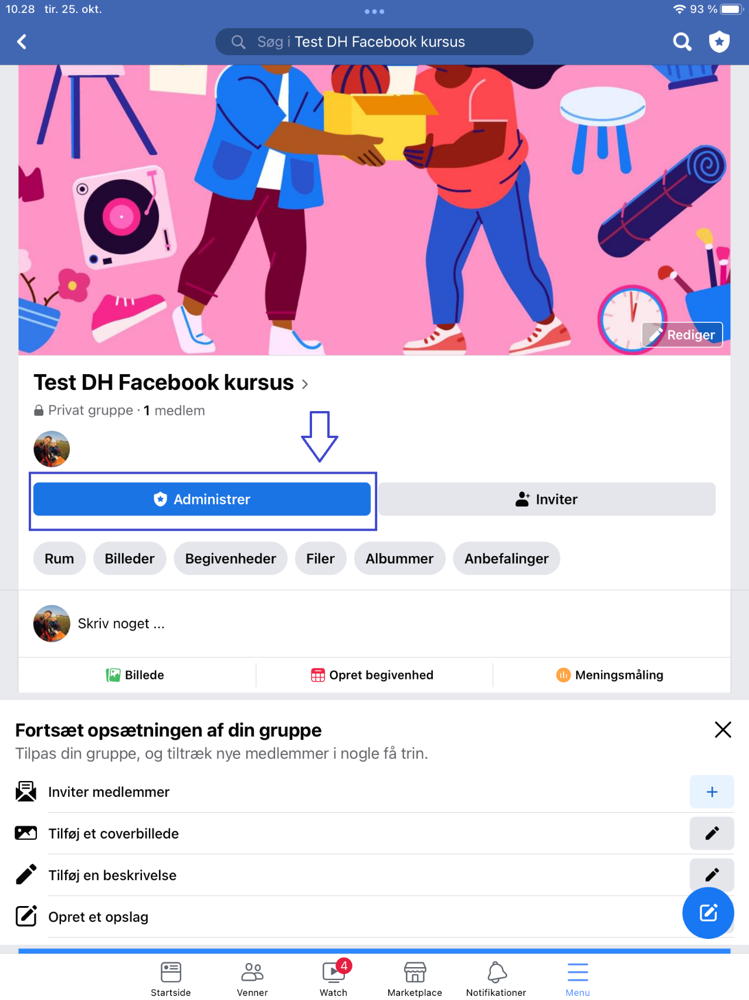 10.28 tir. 25. okt.
93 %
Søg i Test DH Facebook kursus
Rediger
Test DH Facebook kursus
Privat gruppe · 1 medlem
Administrer
Inviter
Rum Billeder Begivenheder Filer Albummer Anbefalinger
Skriv noget ...
Billede Opret begivenhed Meningsmåling
Fortsæt opsætningen af din gruppe
Tilpas din gruppe, og tiltræk nye medlemmer i nogle få trin.
Inviter medlemmer
Tilføj et coverbillede
Tilføj en beskrivelse
Opret et opslag
4
Startside Venner Watch Marketplace Notifikationer Menu